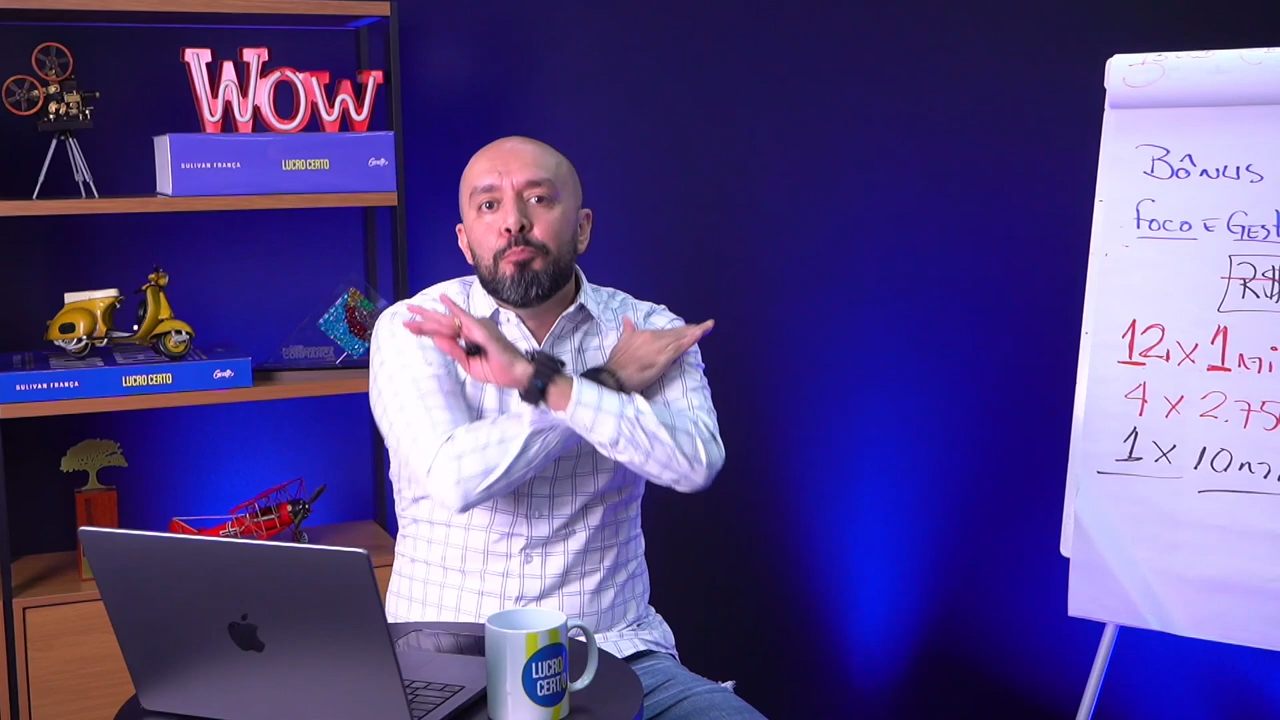 WOW
SULIVAN FRANÇA LUCRO CERTO
SULIVAN FRANÇA LUCRO CERTO
CONFIANÇA
LUCRO
CERTO
BÔNUS
FOCO E GEST
R$
12 x 1 mi
4 x 2.75
1 x 10 m